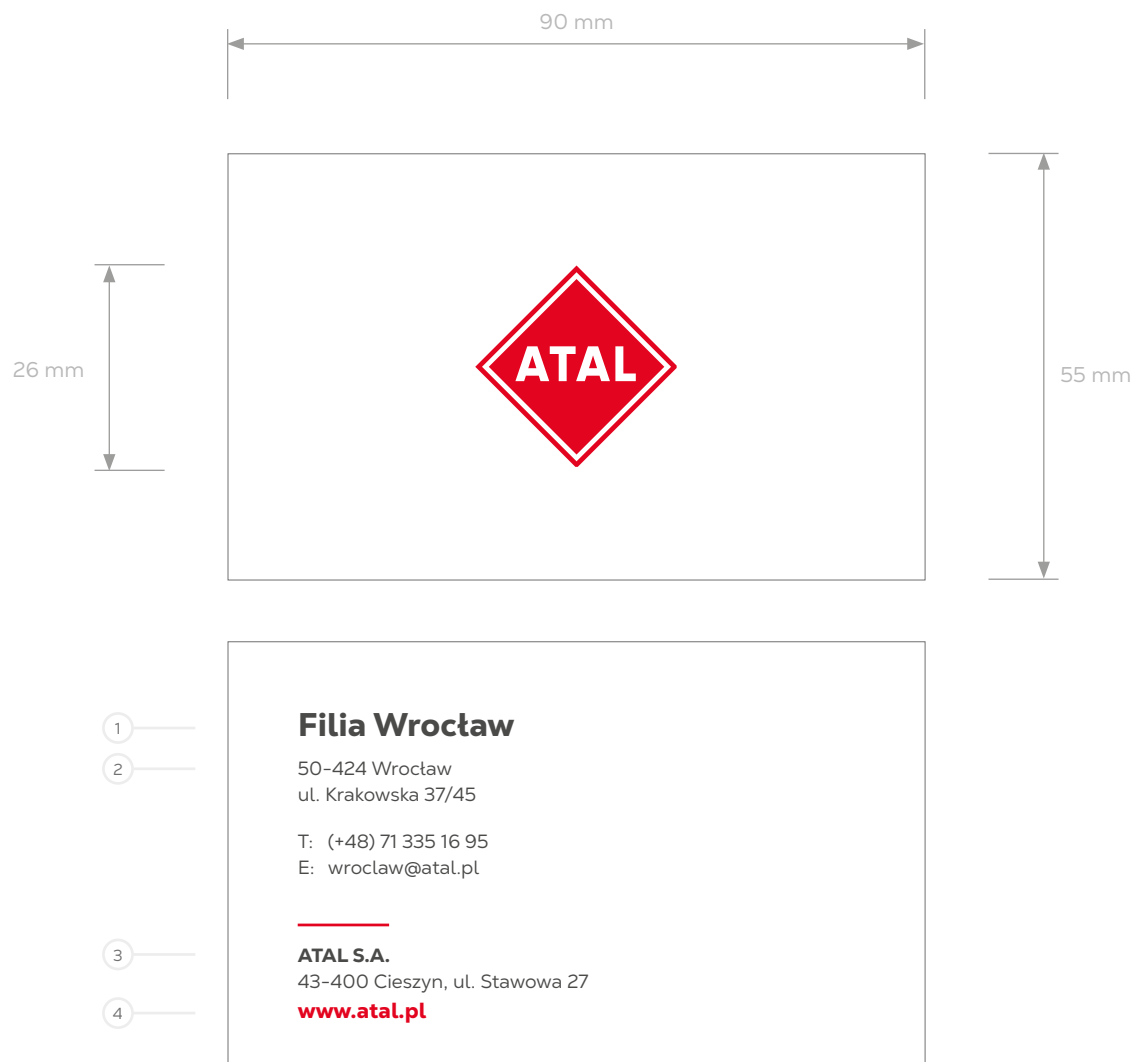 90 mm
26 mm
ATAL
55 mm
1
Filia Wrocław
2
50-424 Wrocław
ul. Krakowska 37/45
T: (+48) 71 335 16 95
E: wroclaw@atal.pl
3
ATAL S.A.
43-400 Cieszyn, ul. Stawowa 27
4
www.atal.pl